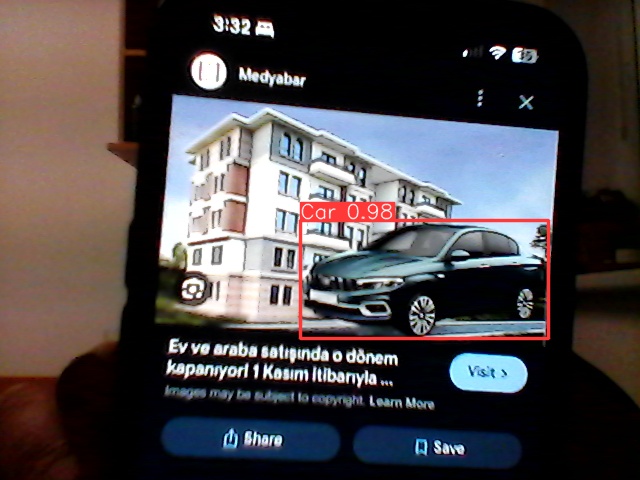 3:32
Medyabar
Car 0.98
Ev ve araba satışında o dönem
kapanıyor! 1 Kasım itibarıyla ...
Visit >
Images may be subject to copyright. Learn More
Share
Save